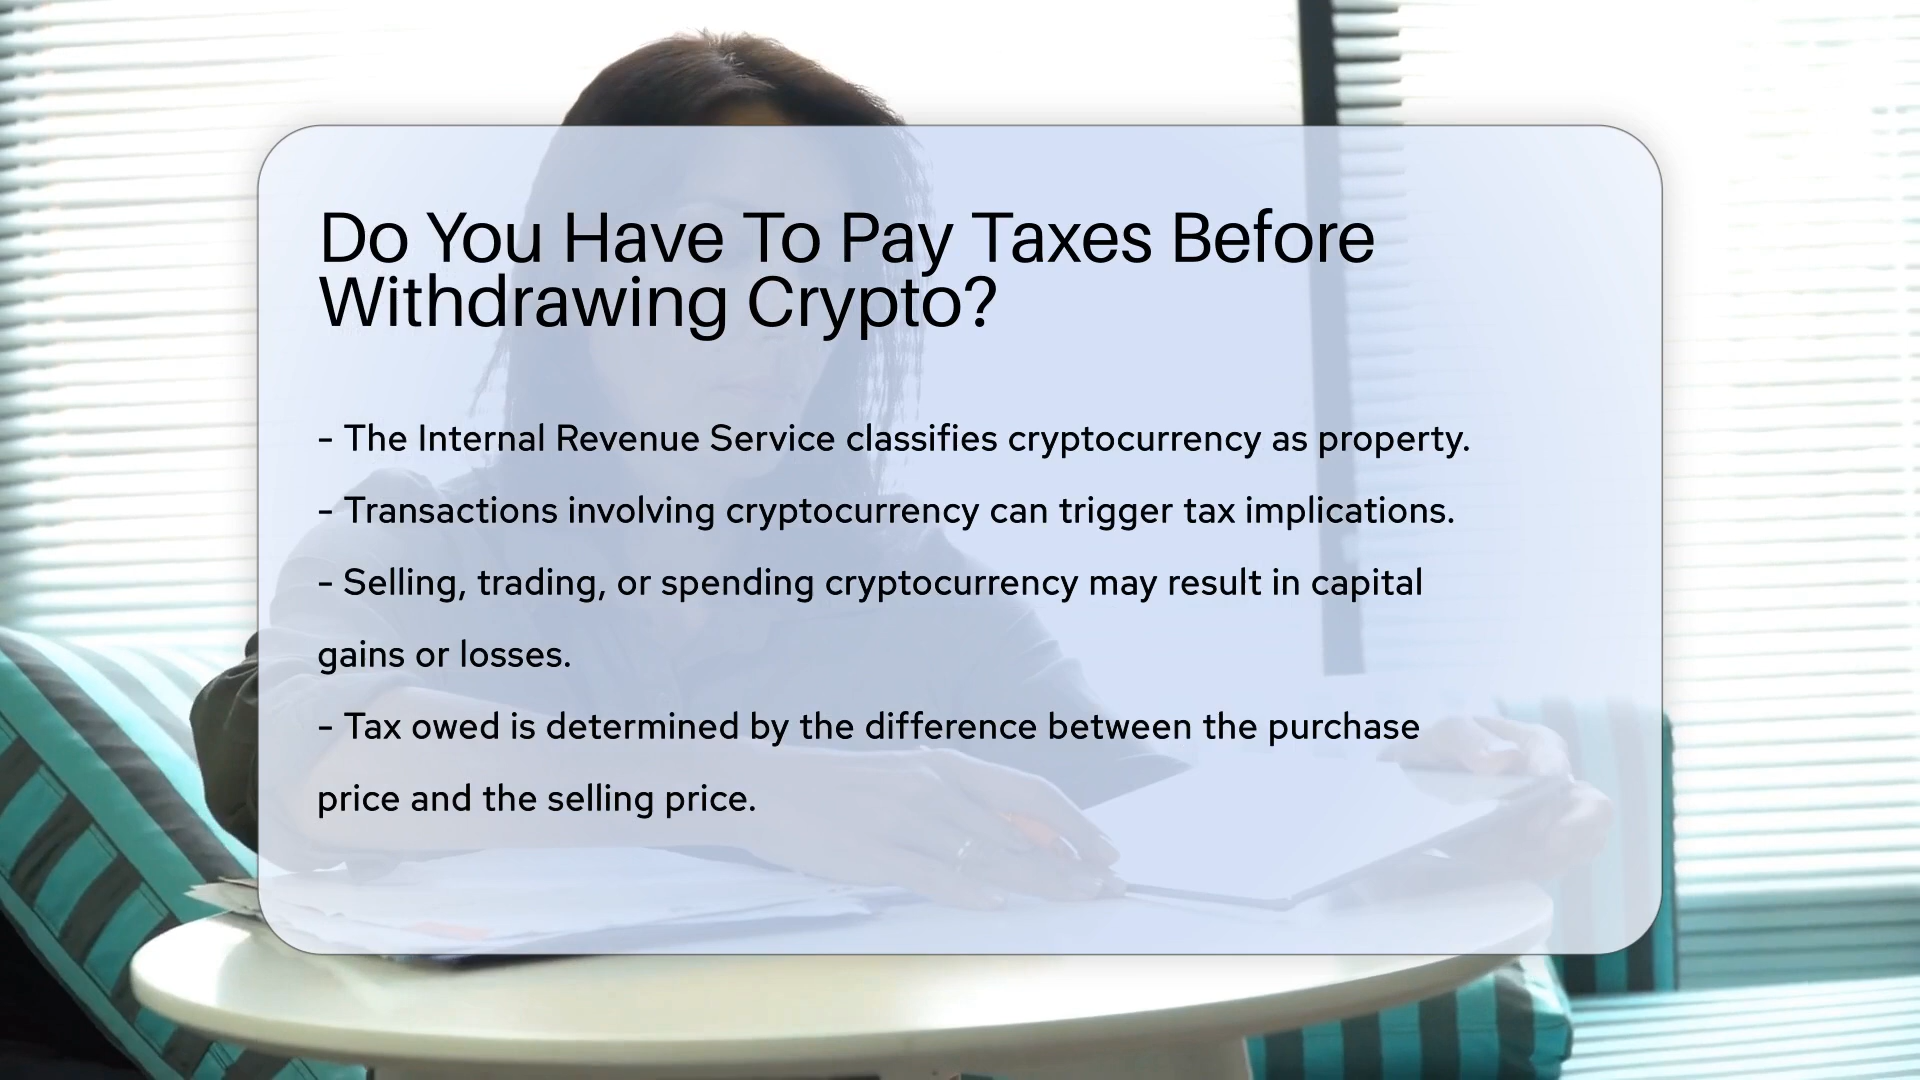 Do You Have To Pay Taxes Before
Withdrawing Crypto?
- The Internal Revenue Service classifies cryptocurrency as property.
- Transactions involving cryptocurrency can trigger tax implications.
- Selling, trading, or spending cryptocurrency may result in capital
gains or losses.
- Tax owed is determined by the difference between the purchase
price and the selling price.